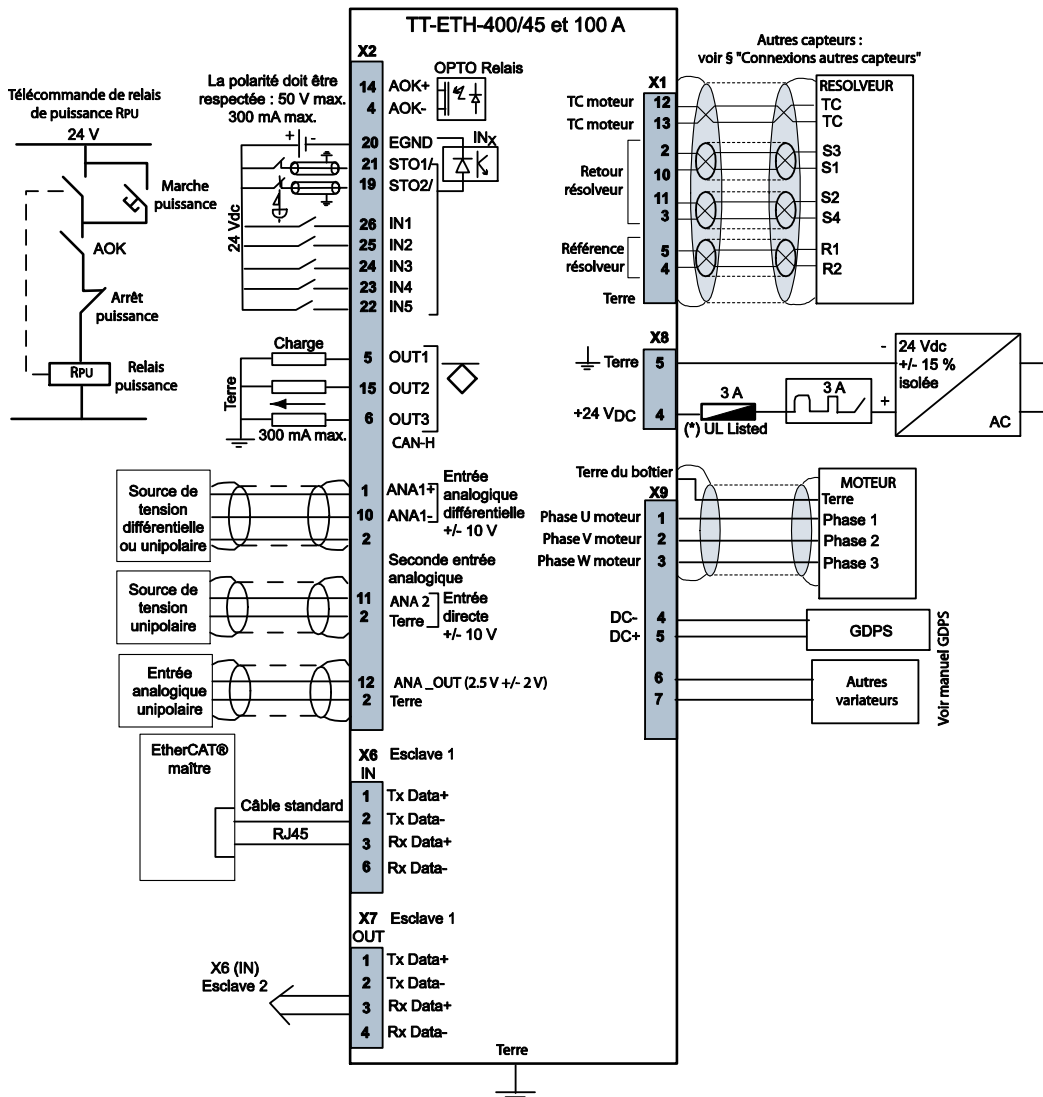 TT-ETH-400/45 et 100 A
Télécommande de relais
de puissance RPU
24 V
Marche
puissance
AOK
Arrêt
puissance
RPU
Relais
puissance
La polarité doit être
respectée : 50 V max.
300 mA max.
+ -
24 Vdc
X2
14 AOK+
4 AOK-
OPTO Relais
20 EGND
21 STO1/
19 STO2/
INX
26 IN1
25 IN2
24 IN3
23 IN4
22 IN5
Charge
Terre
300 mA max.
5 OUT1
15 OUT2
6 OUT3
CAN-H
Source de
tension
différentielle
ou unipolaire
1 ANA1+
10 ANA1-
2
Entrée
analogique
différentielle
+/- 10 V
Source de
tension
unipolaire
Seconde entrée
analogique
11 ANA 2
2 Terre
Entrée
directe
+/- 10 V
Entrée
analogique
unipolaire
12 ANA _OUT (2.5 V +/- 2 V)
2 Terre
EtherCAT®
maître
Câble standard
RJ45
X6 Esclave 1
IN
1 Tx Data+
2 Tx Data-
3 Rx Data+
6 Rx Data-
X7 Esclave 1
OUT
1 Tx Data+
2 Tx Data-
3 Rx Data+
4 Rx Data-
X6 (IN)
Esclave 2
Terre
Autres capteurs :
voir § "Connexions autres capteurs"
X1
RESOLVEUR
TC moteur 12 TC
TC moteur 13 TC
Retour
résolveur
2 S3
10 S1
11 S2
3 S4
Référence
résolveur
5 R1
4 R2
Terre
X8
Terre 5
+24 VDC 4
3 A
(*) UL Listed
3 A
-
+
24 Vdc
+/- 15 %
isolée
AC
Terre du boîtier
X9
MOTEUR
Terre
Phase U moteur 1 Phase 1
Phase V moteur 2 Phase 2
Phase W moteur 3 Phase 3
DC- 4
DC+ 5
GDPS
6
7
Autres
variateurs
Voir manuel GDPS